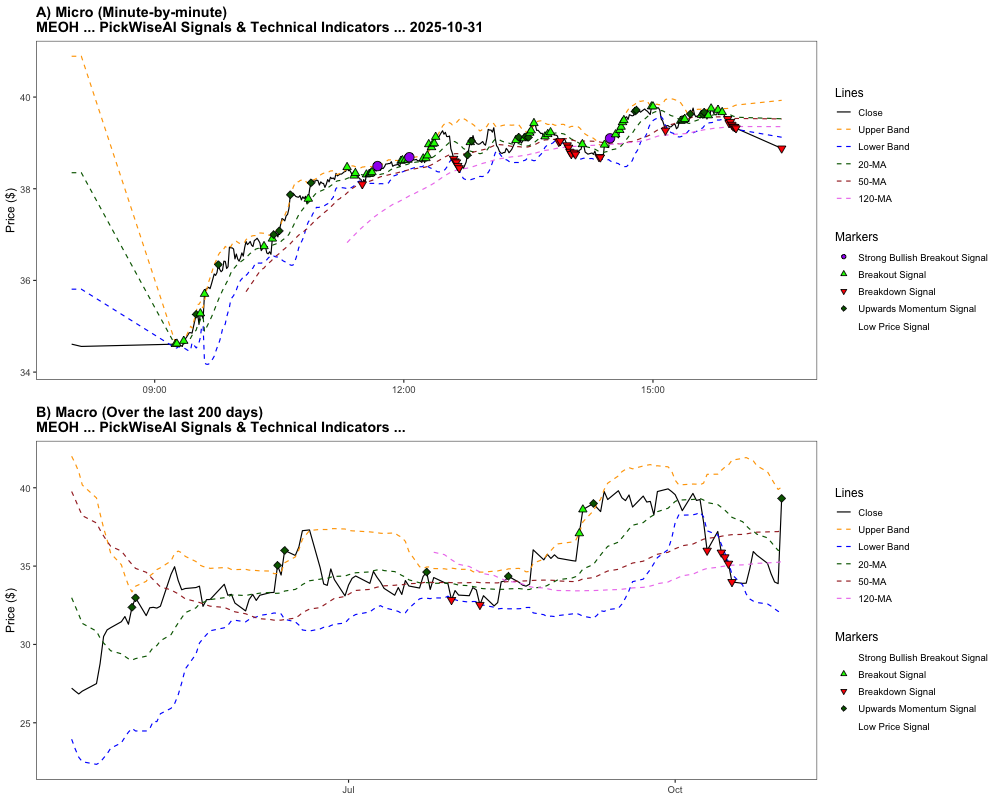 A) Micro (Minute-by-minute)
MEOH ... PickWiseAI Signals & Technical Indicators ... 2025-10-31
Price ($)
40
38
36
34
09:00
12:00
15:00
Lines
Close
Upper Band
Lower Band
20-MA
50-MA
120-MA
Markers
Strong Bullish Breakout Signal
Breakout Signal
Breakdown Signal
Upwards Momentum Signal
Low Price Signal
B) Macro (Over the last 200 days)
MEOH ... PickWiseAI Signals & Technical Indicators ...
Price ($)
40
35
30
25
Jul
Oct
Lines
Close
Upper Band
Lower Band
20-MA
50-MA
120-MA
Markers
Strong Bullish Breakout Signal
Breakout Signal
Breakdown Signal
Upwards Momentum Signal
Low Price Signal